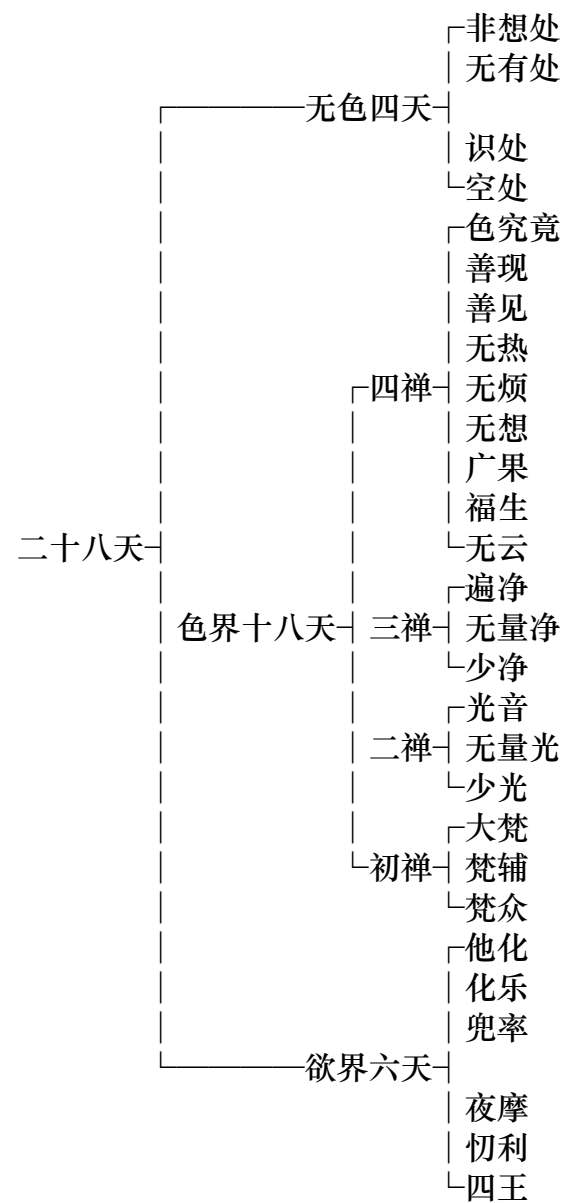 非想处
无有处
无色四天
识处
空处
色究竟
善现
善见
无热
四禅 无烦
无想
广果
福生
二十八天 无云
遍净
色界十八天 三禅 无量净
少净
光音
二禅 无量光
少光
大梵
初禅 梵辅
梵众
他化
化乐
兜率
欲界六天
夜摩
忉利
四王